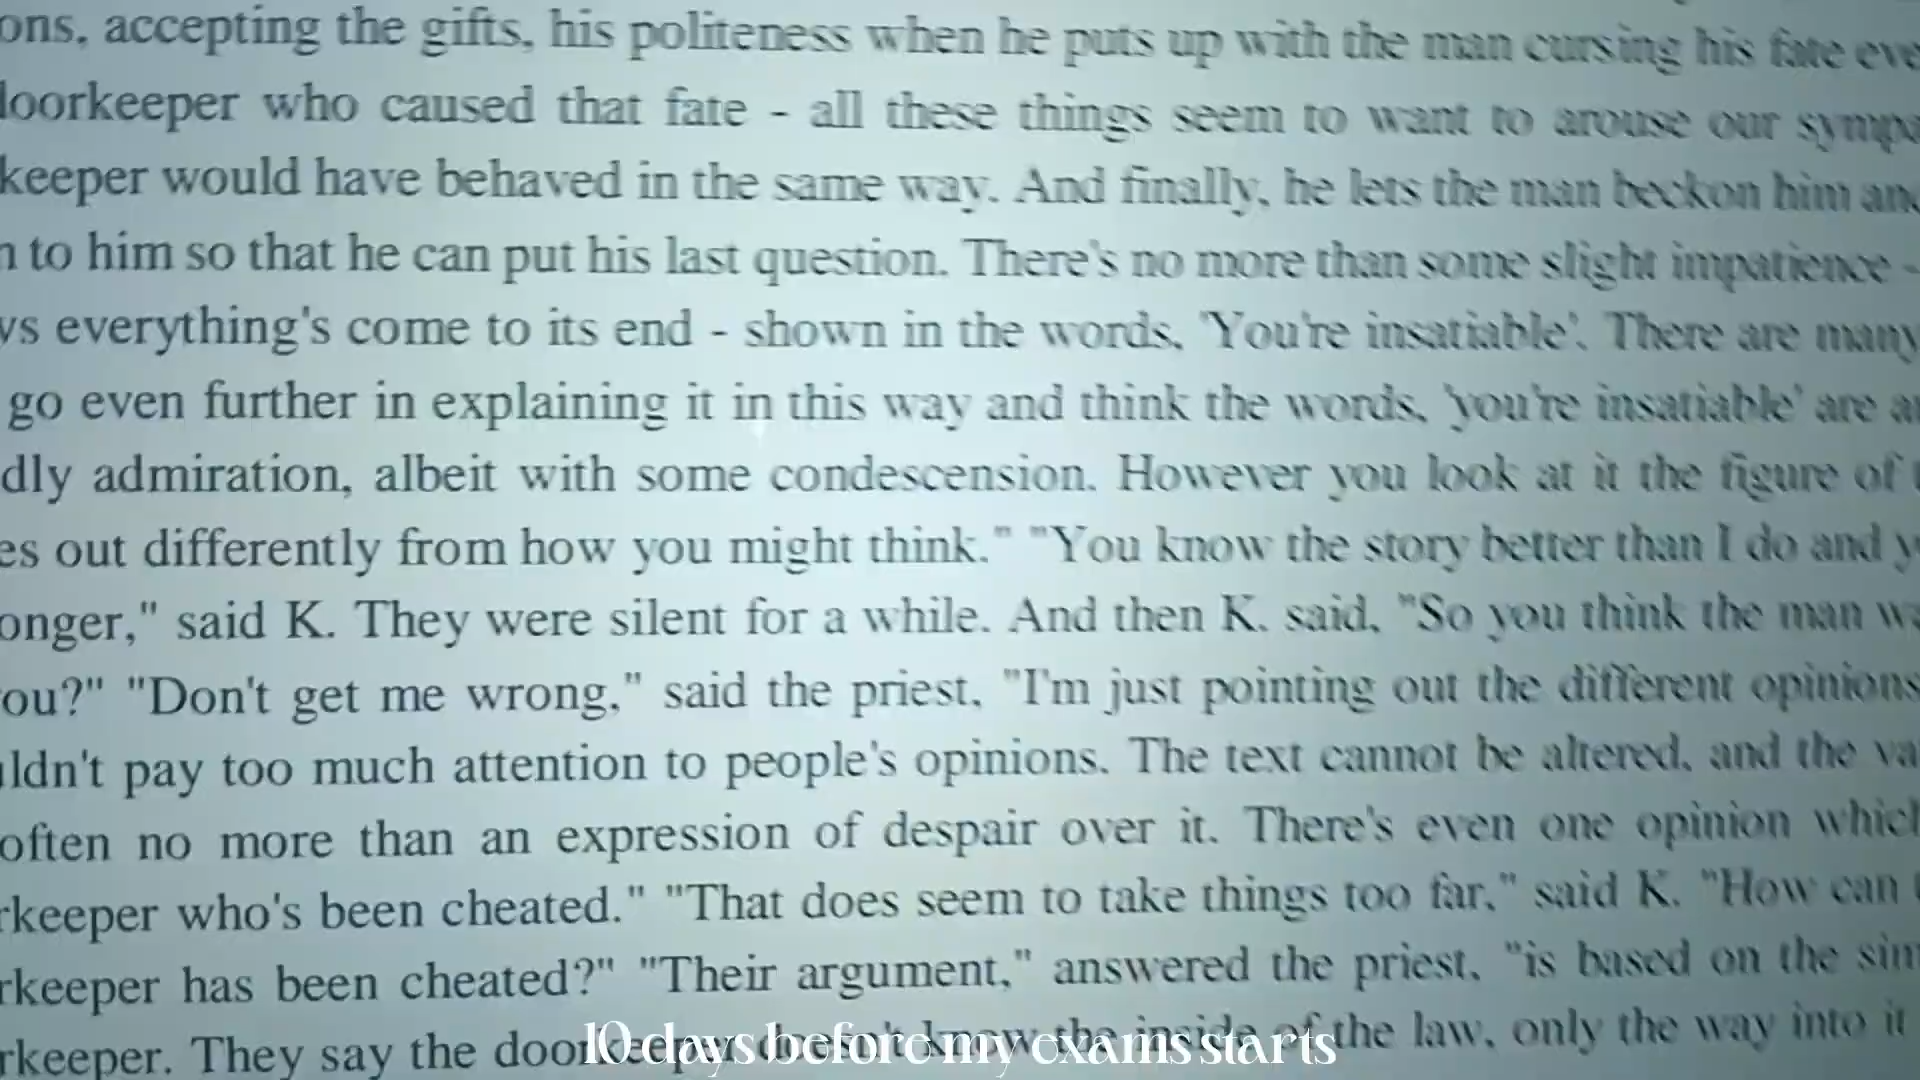 ons, accepting the gifts, his politeness when he puts up with the man cursing his fate eve
doorkeeper who caused that fate - all these things seem to want to arouse our sympa
keeper would have behaved in the same way. And finally, he lets the man beckon him and
n to him so that he can put his last question. There's no more than some slight impatience -
ws everything's come to its end - shown in the words, 'You're insatiable'. There are many
go even further in explaining it in this way and think the words, 'you're insatiable' are a
dly admiration, albeit with some condescension. However you look at it the figure of t
es out differently from how you might think." "You know the story better than I do and y
onger," said K. They were silent for a while. And then K. said, "So you think the man wa
ou?" "Don't get me wrong," said the priest, "I'm just pointing out the different opinions
uldn't pay too much attention to people's opinions. The text cannot be altered, and the va
often no more than an expression of despair over it. There's even one opinion which
rkeeper who's been cheated." "That does seem to take things too far," said K. "How can t
rkeeper has been cheated?" "Their argument," answered the priest, "is based on the sim
rkeeper. They say the doorkeeper doesn't know the inside of the law, only the way into it
10 days before my exams starts